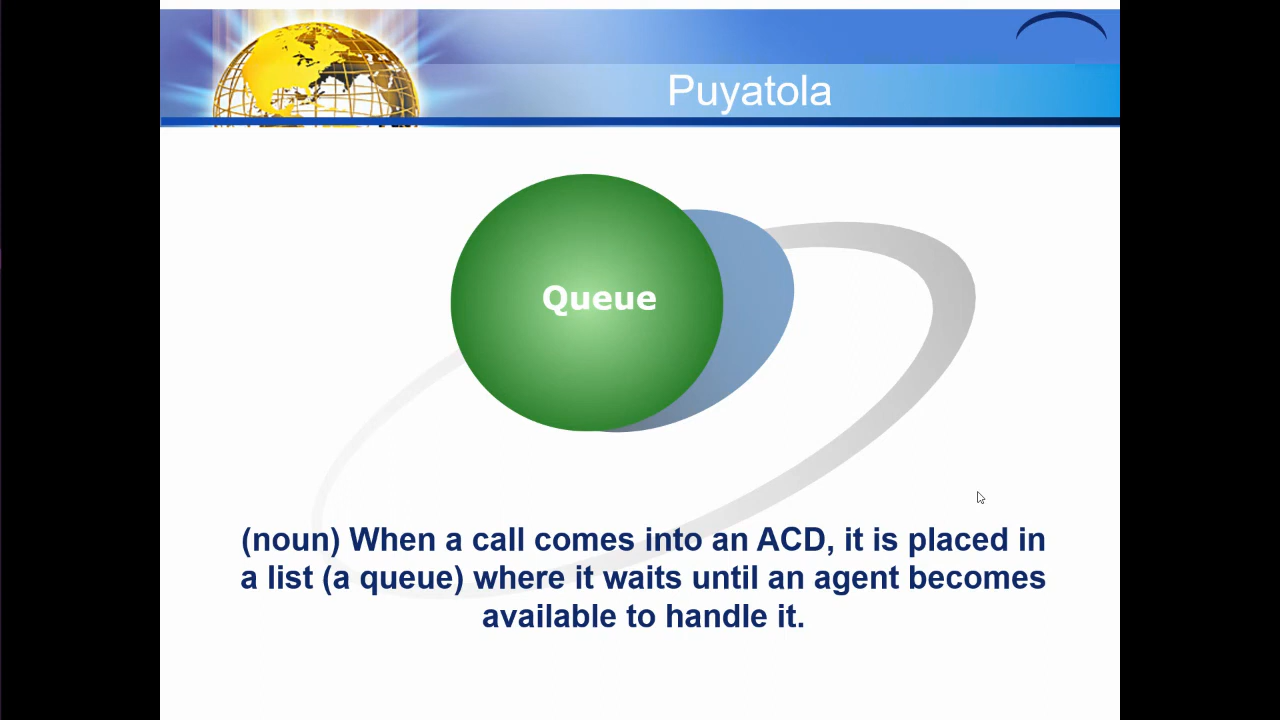 Puyatola
Queue
(noun) When a call comes into an ACD, it is placed in
a list (a queue) where it waits until an agent becomes
available to handle it.